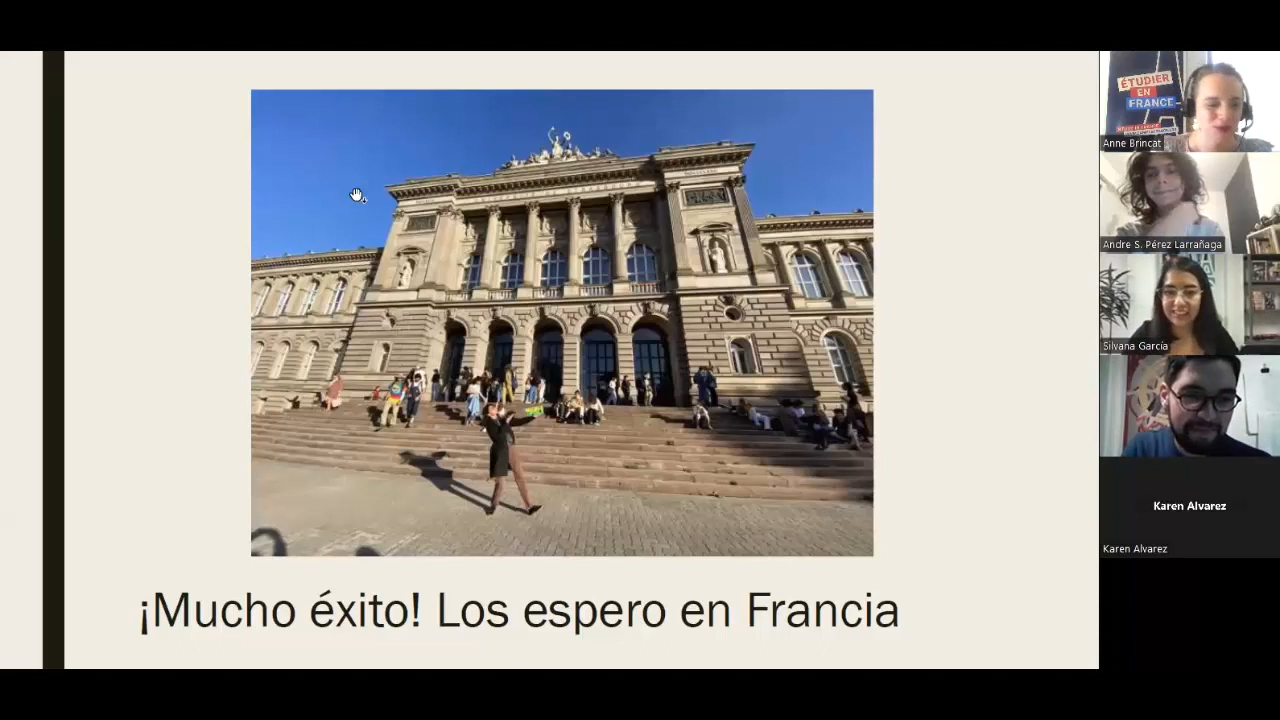 ¡Mucho éxito! Los espero en Francia
ÉTUDIER
EN
FRANCE
Anne Brincat
Andre S. Pérez Larrañaga
Silvana García
Karen Alvarez
Karen Alvarez